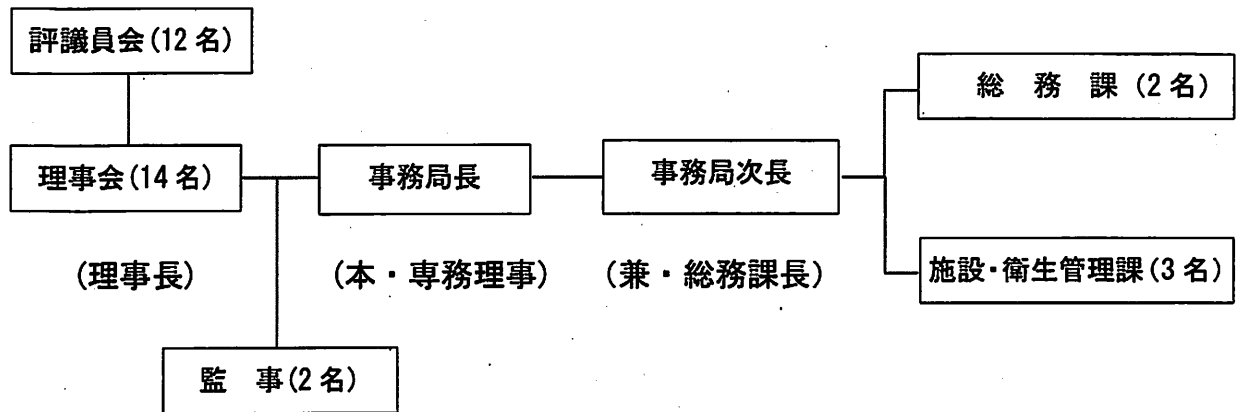 評議員会(12名)
総　務　課(2名)
理事会(14名)
事務局長
事務局次長
(理事長)
(本・専務理事)
(兼・総務課長)
施設・衛生管理課(3名)
監　事(2名)